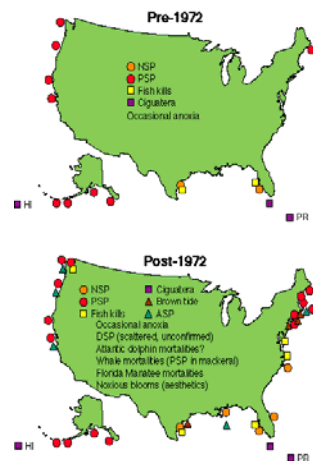 Pre-1972
NSP
PSP
Fish kills
Ciguatera
Occasional anoxia
HI
PR
Post-1972
NSP Ciguatera
PSP Brown tide
Fish kills ASP
Occasional anoxia
DSP (scattered, unconfirmed)
Atlantic dolphin mortalities?
Whale mortalities (PSP in mackeral)
Florida Manatee mortalities
Noxious blooms (aesthetics)
HI
PR